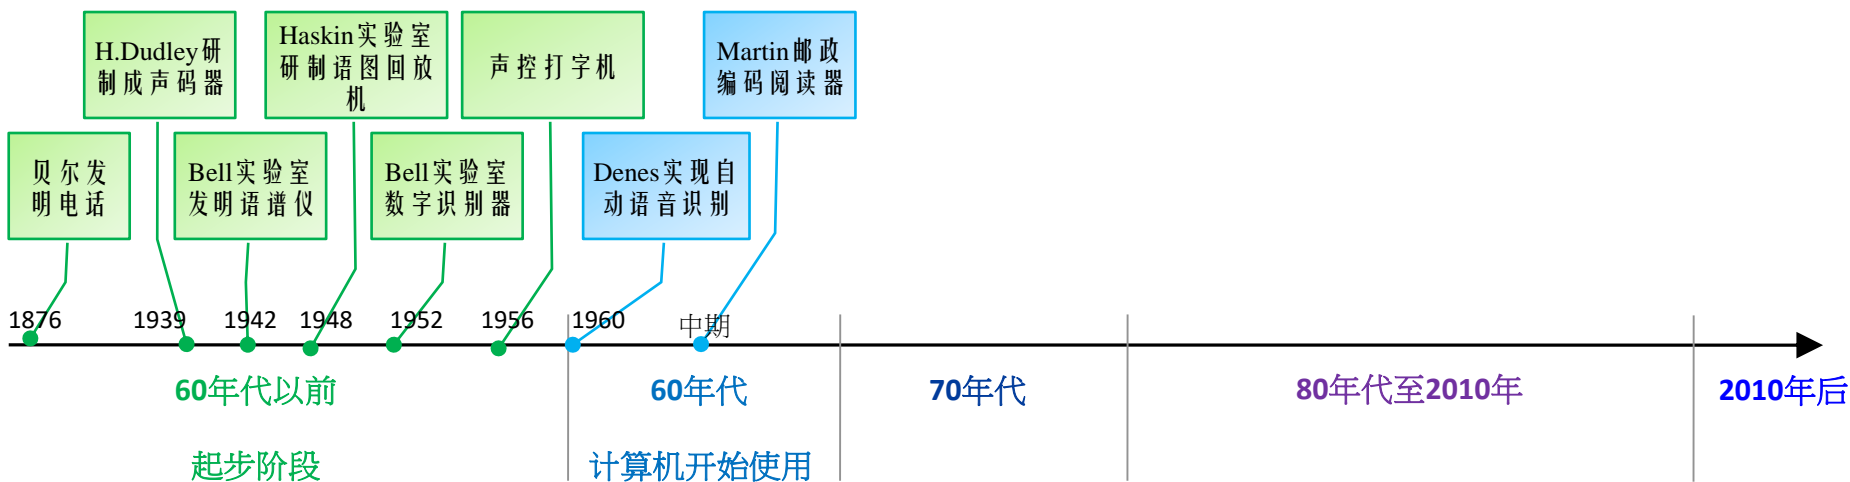 H.Dudley研
制成声码器
Haskin实验室
研制语图回放
机
声控打字机
Martin邮政
编码阅读器
贝尔发
明电话
Bell实验室
发明语谱仪
Bell实验室
数字识别器
Denes实现自
动语音识别
1876
1939
1942
1948
1952
1956
1960
中期
60年代以前
60年代
70年代
80年代至2010年
2010年后
起步阶段
计算机开始使用